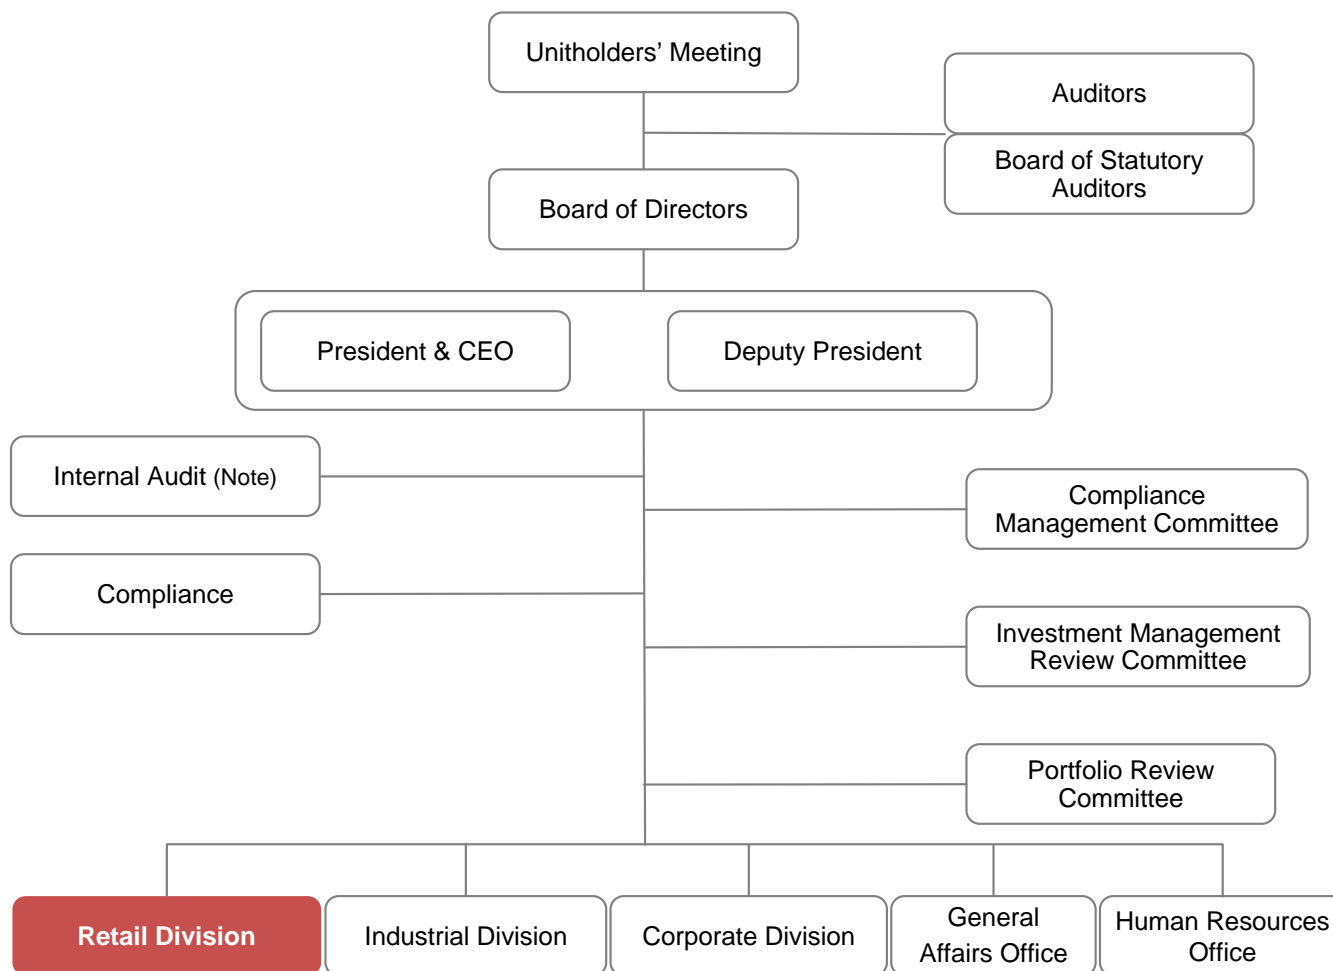 Unitholders’ Meeting
Auditors
Board of Statutory
Auditors
Board of Directors
President & CEO
Deputy President
Internal Audit (Note)
Compliance
Management Committee
Compliance
Investment Management
Review Committee
Portfolio Review
Committee
Retail Division
Industrial Division
Corporate Division
General
Affairs Office
Human Resources
Office